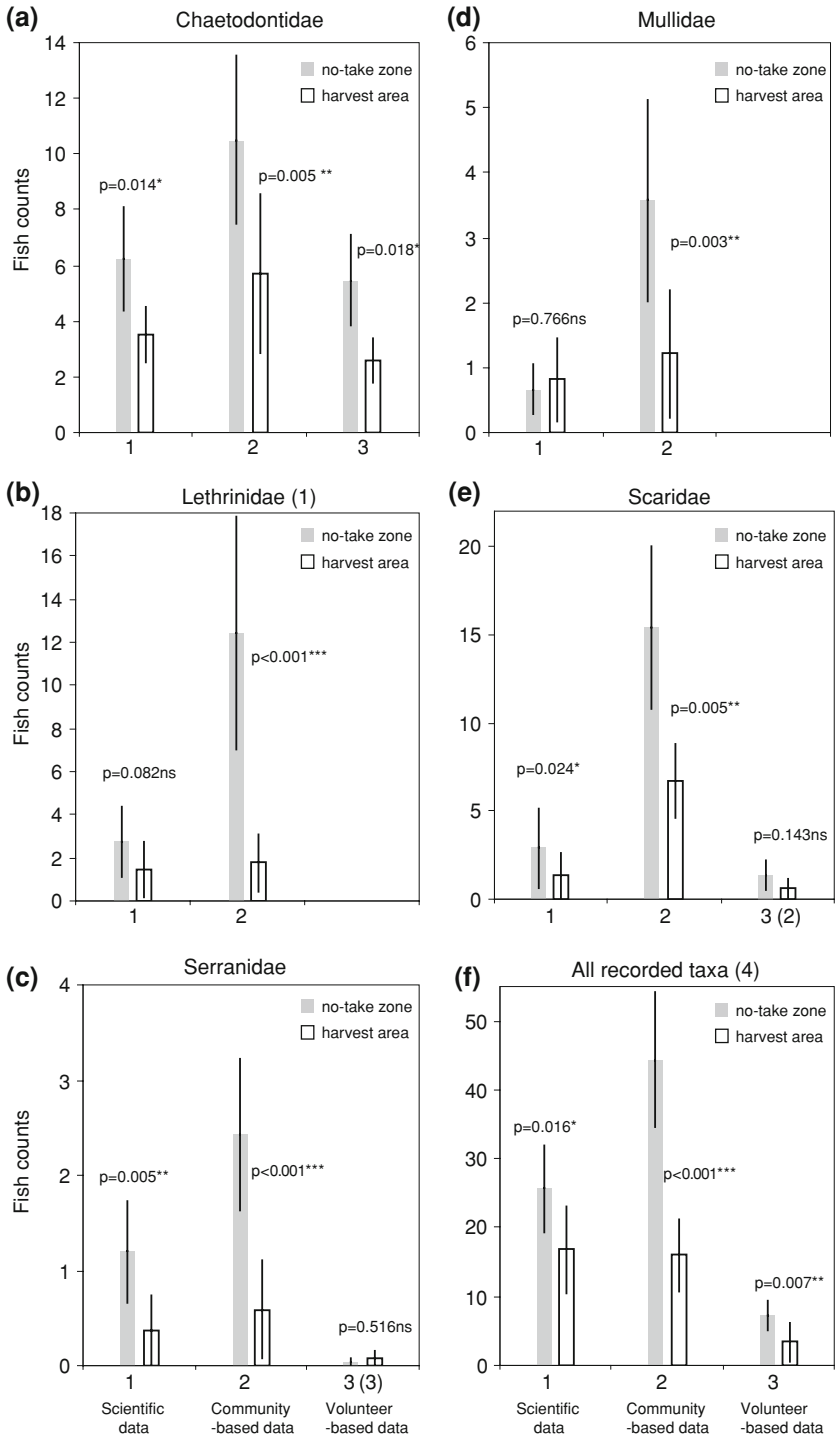 (a) Chaetodontidae
14
12
10
8
6
4
2
0
Fish counts
no-take zone
harvest area
p=0.014*
p=0.005 **
p=0.018*
1 2 3
(d) Mullidae
6
5
4
3
2
1
0
no-take zone
harvest area
p=0.766ns
p=0.003**
1 2
(b) Lethrinidae (1)
18
16
14
12
10
8
6
4
2
0
Fish counts
no-take zone
harvest area
p=0.082ns
p<0.001***
1 2
(e) Scaridae
20
15
10
5
0
no-take zone
harvest area
p=0.024*
p=0.005**
p=0.143ns
1 2 3 (2)
(c) Serranidae
4
3
2
1
0
Fish counts
no-take zone
harvest area
p=0.005**
p<0.001***
p=0.516ns
1 2 3 (3)
Scientific Community Volunteer
data -based data -based data
(f) All recorded taxa (4)
50
40
30
20
10
0
no-take zone
harvest area
p=0.016*
p<0.001***
p=0.007**
1 2 3
Scientific Community Volunteer
data -based data -based data